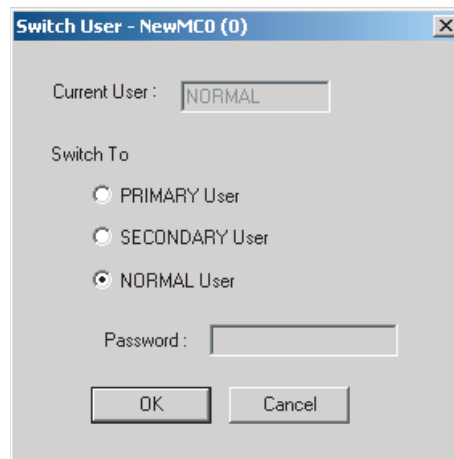 Switch User - NewMC0 (0)
Current User : NORMAL
Switch To
PRIMARY User
SECONDARY User
NORMAL User
Password :
OK Cancel